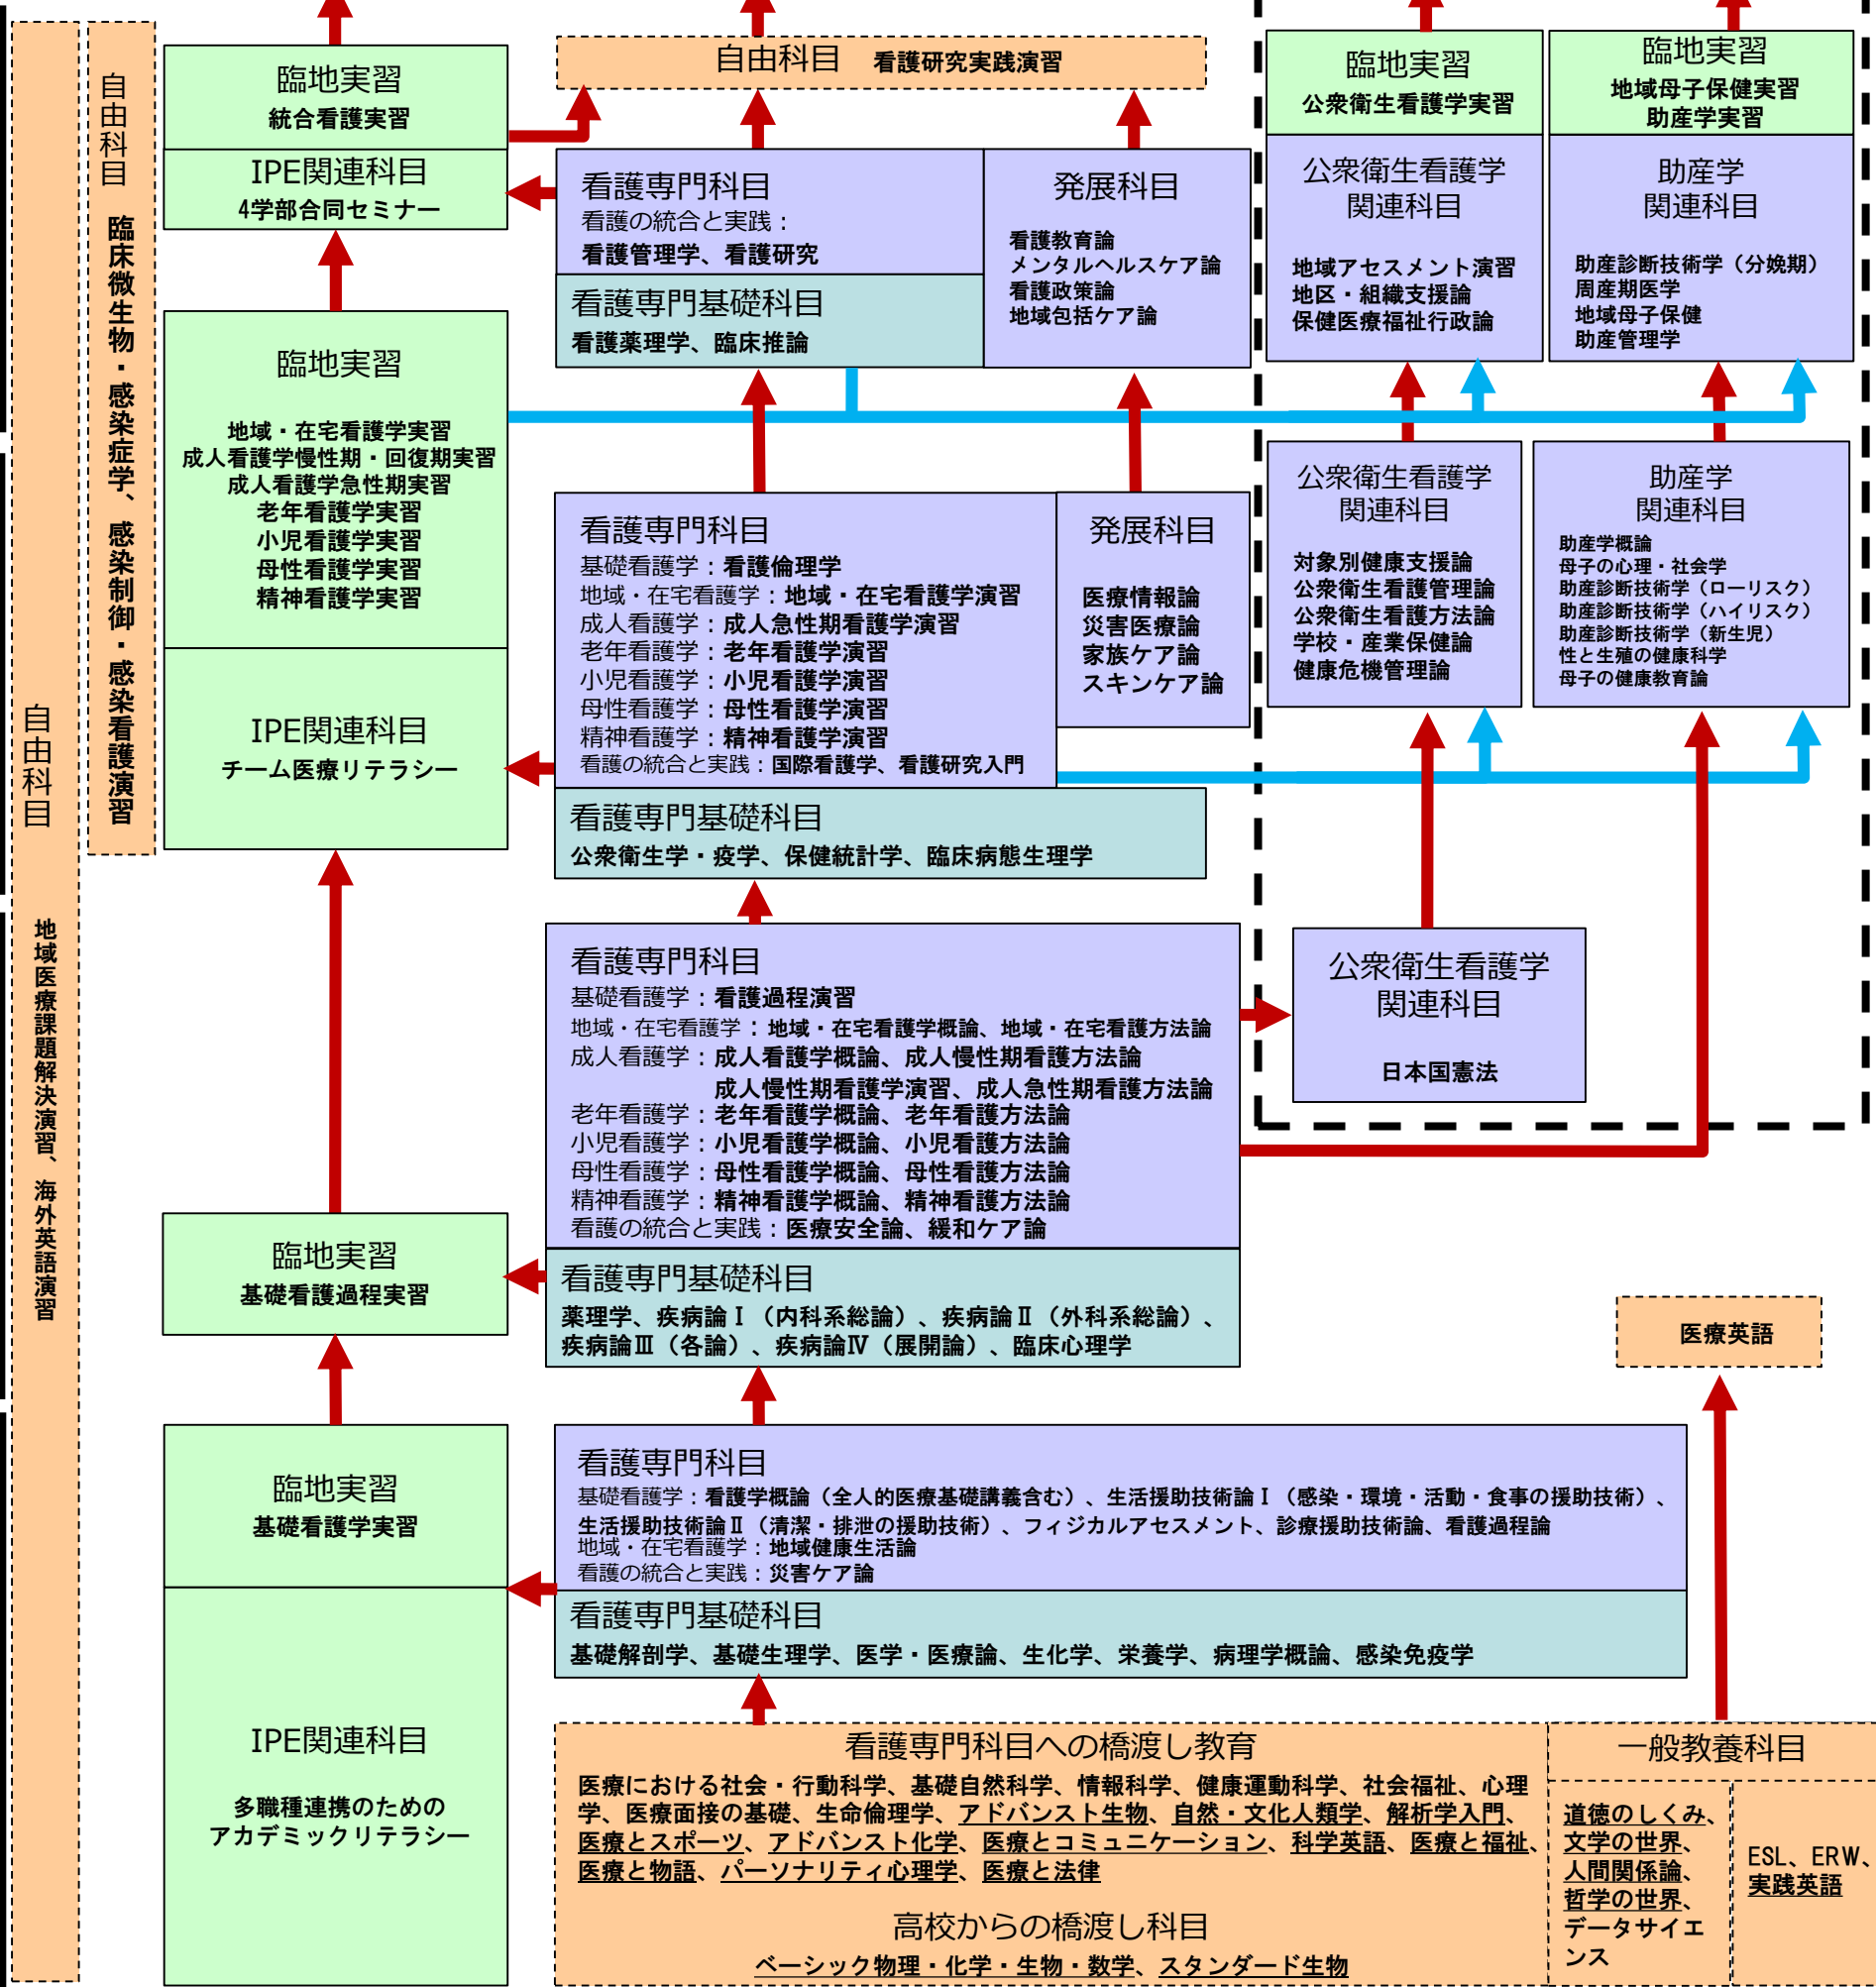 自由科目
地域医療課題解決演習、海外英語演習
自由科目
臨床微生物・感染症学、感染制御・感染看護演習
臨地実習
統合看護実習
IPE関連科目
4学部合同セミナー
自由科目 看護研究実践演習
看護専門科目
看護の統合と実践：
看護管理学、看護研究
看護専門基礎科目
看護薬理学、臨床推論
発展科目
看護教育論
メンタルヘルスケア論
看護政策論
地域包括ケア論
臨地実習
公衆衛生看護学実習
公衆衛生看護学
関連科目
地域アセスメント演習
地区・組織支援論
保健医療福祉行政論
臨地実習
地域母子保健実習
助産学実習
助産学
関連科目
助産診断技術学（分娩期）
周産期医学
地域母子保健
助産管理学
臨地実習
地域・在宅看護学実習
成人看護学慢性期・回復期実習
成人看護学急性期実習
老年看護学実習
小児看護学実習
母性看護学実習
精神看護学実習
IPE関連科目
チーム医療リテラシー
看護専門科目
基礎看護学：看護倫理学
地域・在宅看護学：地域・在宅看護学演習
成人看護学：成人急性期看護学演習
老年看護学：老年看護学演習
小児看護学：小児看護学演習
母性看護学：母性看護学演習
精神看護学：精神看護学演習
看護の統合と実践：国際看護学、看護研究入門
看護専門基礎科目
公衆衛生学・疫学、保健統計学、臨床病態生理学
発展科目
医療情報論
災害医療論
家族ケア論
スキンケア論
公衆衛生看護学
関連科目
対象別健康支援論
公衆衛生看護管理論
公衆衛生看護方法論
学校・産業保健論
健康危機管理論
助産学
関連科目
助産学概論
母子の心理・社会学
助産診断技術学（ローリスク）
助産診断技術学（ハイリスク）
助産診断技術学（新生児）
性と生殖の健康科学
母子の健康教育論
看護専門科目
基礎看護学：看護過程演習
地域・在宅看護学：地域・在宅看護学概論、地域・在宅看護方法論
成人看護学：成人看護学概論、成人慢性期看護方法論
成人慢性期看護学演習、成人急性期看護方法論
老年看護学：老年看護学概論、老年看護方法論
小児看護学：小児看護学概論、小児看護方法論
母性看護学：母性看護学概論、母性看護方法論
精神看護学：精神看護学概論、精神看護方法論
看護の統合と実践：医療安全論、緩和ケア論
公衆衛生看護学
関連科目
日本国憲法
臨地実習
基礎看護過程実習
看護専門基礎科目
薬理学、疾病論Ⅰ（内科系総論）、疾病論Ⅱ（外科系総論）、
疾病論Ⅲ（各論）、疾病論Ⅳ（展開論）、臨床心理学
医療英語
臨地実習
基礎看護学実習
IPE関連科目
多職種連携のための
アカデミックリテラシー
看護専門科目
基礎看護学：看護学概論（全人的医療基礎講義含む）、生活援助技術論Ⅰ（感染・環境・活動・食事の援助技術）、
生活援助技術論Ⅱ（清潔・排泄の援助技術）、フィジカルアセスメント、診療援助技術論、看護過程論
地域・在宅看護学：地域健康生活論
看護の統合と実践：災害ケア論
看護専門基礎科目
基礎解剖学、基礎生理学、医学・医療論、生化学、栄養学、病理学概論、感染免疫学
看護専門科目への橋渡し教育
医療における社会・行動科学、基礎自然科学、情報科学、健康運動科学、社会福祉、心理
学、医療面接の基礎、生命倫理学、アドバンスト生物、自然・文化人類学、解析学入門、
医療とスポーツ、アドバンスト化学、医療とコミュニケーション、科学英語、医療と福祉、
医療と物語、パーソナリティ心理学、医療と法律
高校からの橋渡し科目
ベーシック物理・化学・生物・数学、スタンダード生物
一般教養科目
道徳のしくみ、
文学の世界、
人間関係論、
哲学の世界、
データサイエ
ンス
ESL、ERW、
実践英語